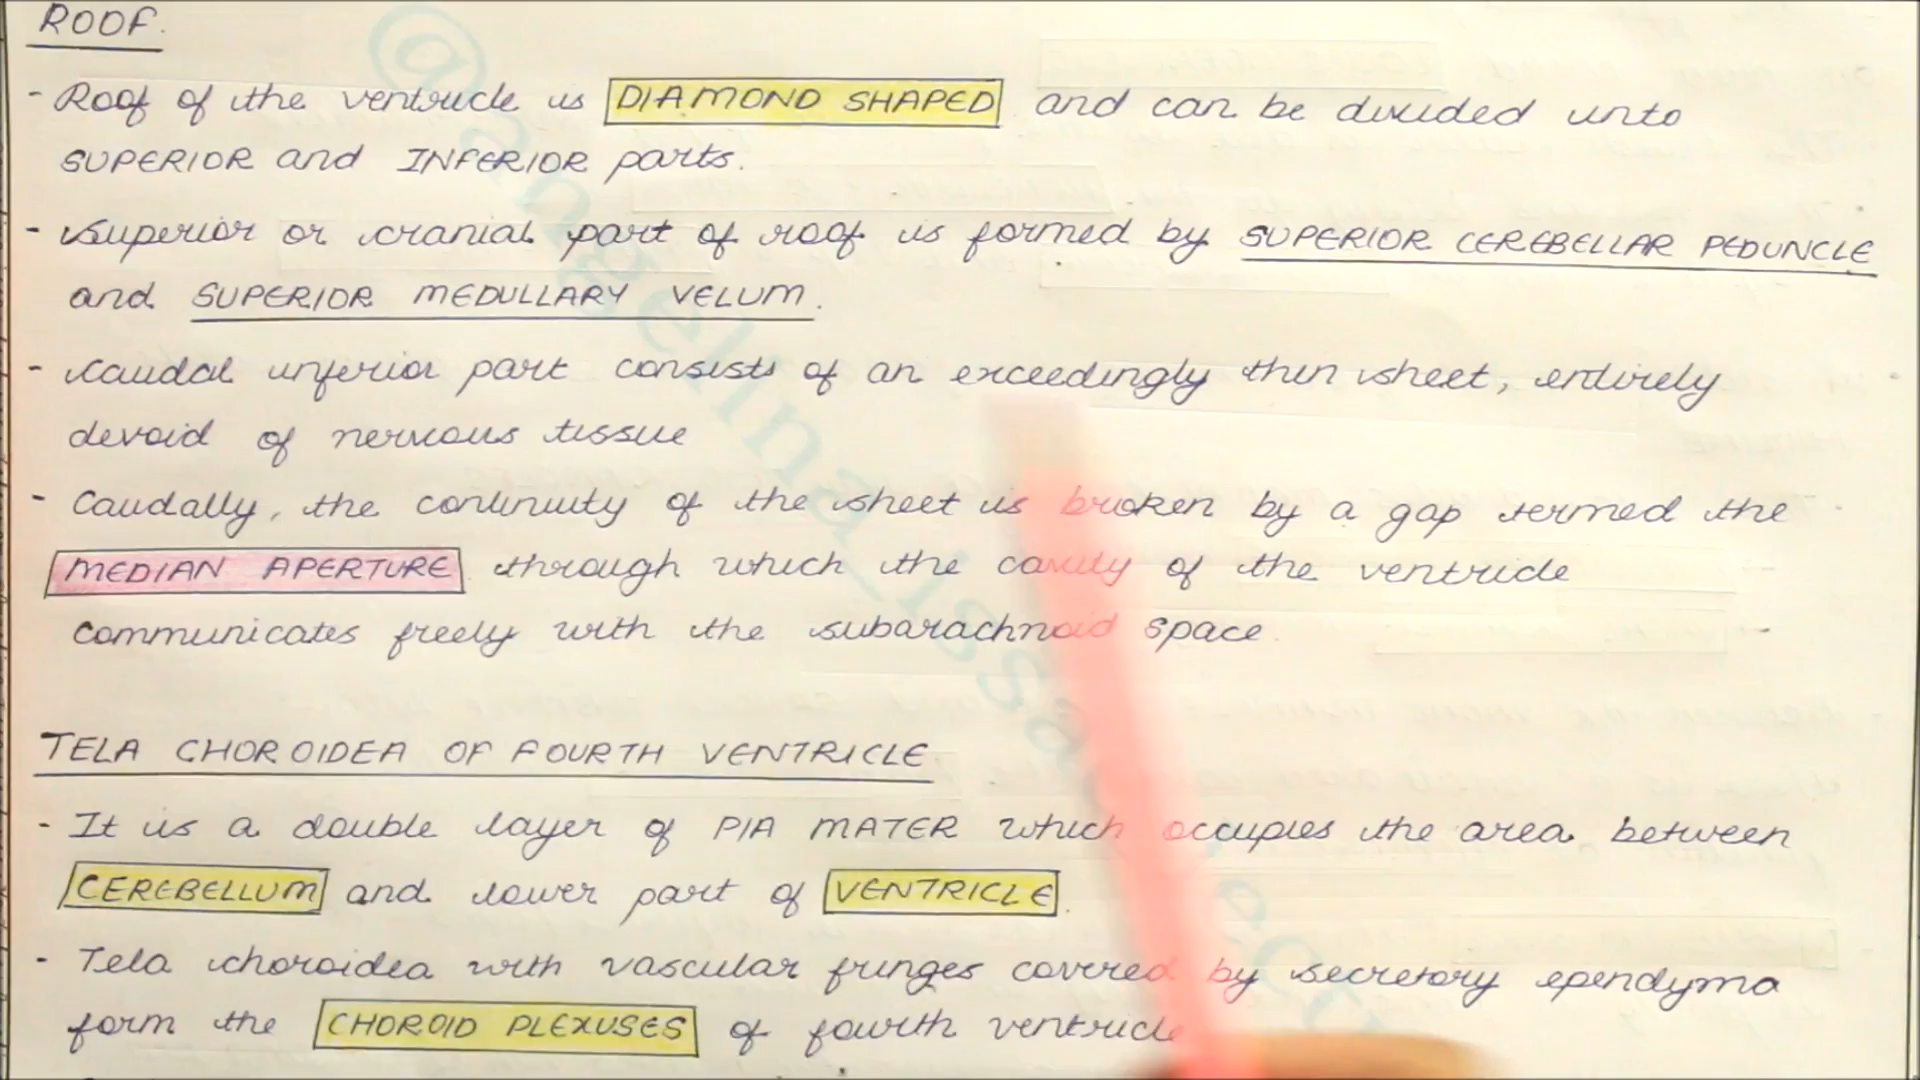 ROOF.
- Roof of the ventricle is DIAMOND SHAPED and can be divided into
SUPERIOR and INFERIOR parts.
- Superior or cranial part of roof is formed by SUPERIOR CEREBELLAR PEDUNCLE
and SUPERIOR MEDULLARY VELUM.
- Caudal inferior part consists of an exceedingly thin sheet, entirely
devoid of nervous tissue
- Caudally, the continuity of the sheet is broken by a gap termed the
MEDIAN APERTURE through which the cavity of the ventricle
communicates freely with the subarachnoid space.
TELA CHOROIDEA OF FOURTH VENTRICLE
- It is a double layer of PIA MATER which occupies the area between
CEREBELLUM and lower part of VENTRICLE.
- Tela choroidea with vascular fringes covered by secretory ependyma
form the CHOROID PLEXUSES of fourth ventricle